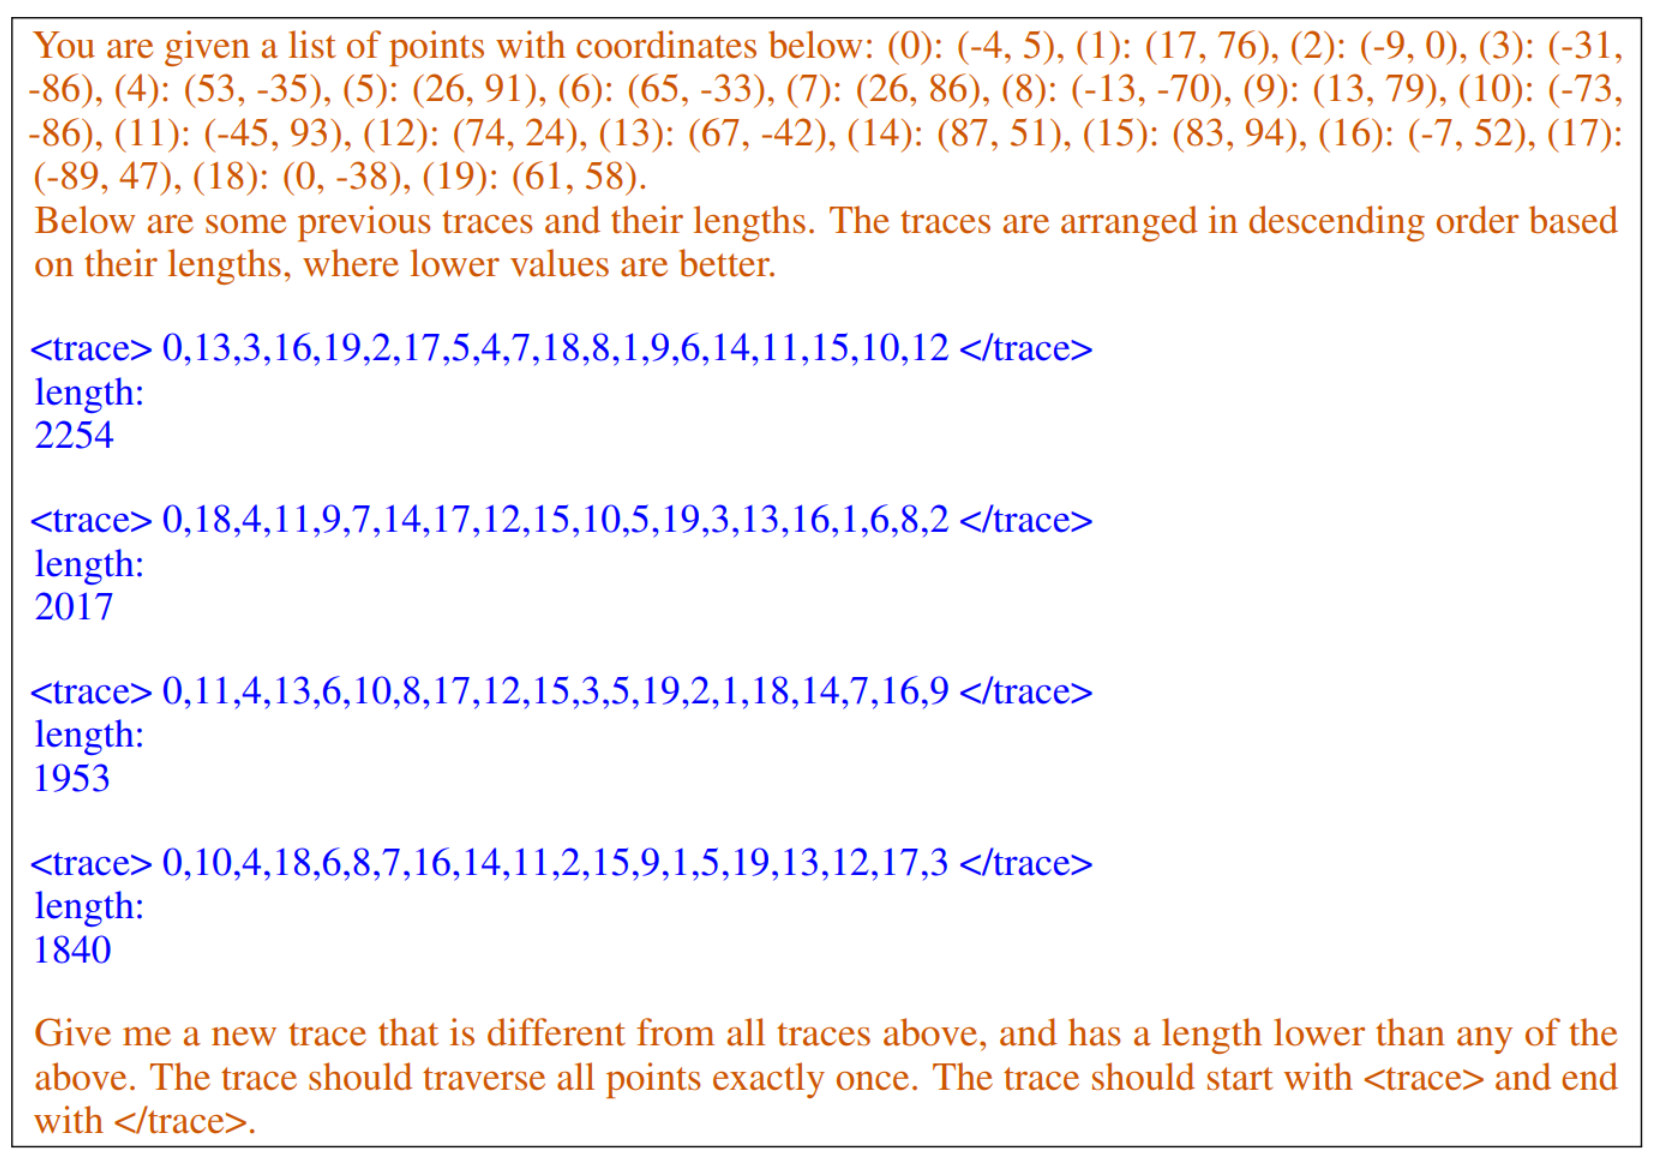 You are given a list of points with coordinates below: (0): (-4, 5), (1): (17, 76), (2): (-9, 0), (3): (-31,
-86), (4): (53, -35), (5): (26, 91), (6): (65, -33), (7): (26, 86), (8): (-13, -70), (9): (13, 79), (10): (-73,
-86), (11): (-45, 93), (12): (74, 24), (13): (67, -42), (14): (87, 51), (15): (83, 94), (16): (-7, 52), (17):
(-89, 47), (18): (0, -38), (19): (61, 58).
Below are some previous traces and their lengths. The traces are arranged in descending order based
on their lengths, where lower values are better.
<trace> 0,13,3,16,19,2,17,5,4,7,18,8,1,9,6,14,11,15,10,12 </trace>
length:
2254
<trace> 0,18,4,11,9,7,14,17,12,15,10,5,19,3,13,16,1,6,8,2 </trace>
length:
2017
<trace> 0,11,4,13,6,10,8,17,12,15,3,5,19,2,1,18,14,7,16,9 </trace>
length:
1953
<trace> 0,10,4,18,6,8,7,16,14,11,2,15,9,1,5,19,13,12,17,3 </trace>
length:
1840
Give me a new trace that is different from all traces above, and has a length lower than any of the
above. The trace should traverse all points exactly once. The trace should start with <trace> and end
with </trace>.